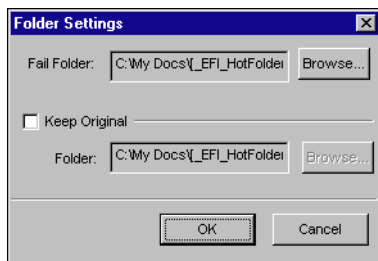 Folder Settings
Fail Folder: C:\My Docs\[_EFI_HotFolder Browse...
Keep Original
Folder: C:\My Docs\[_EFI_HotFolder Browse...
OK Cancel